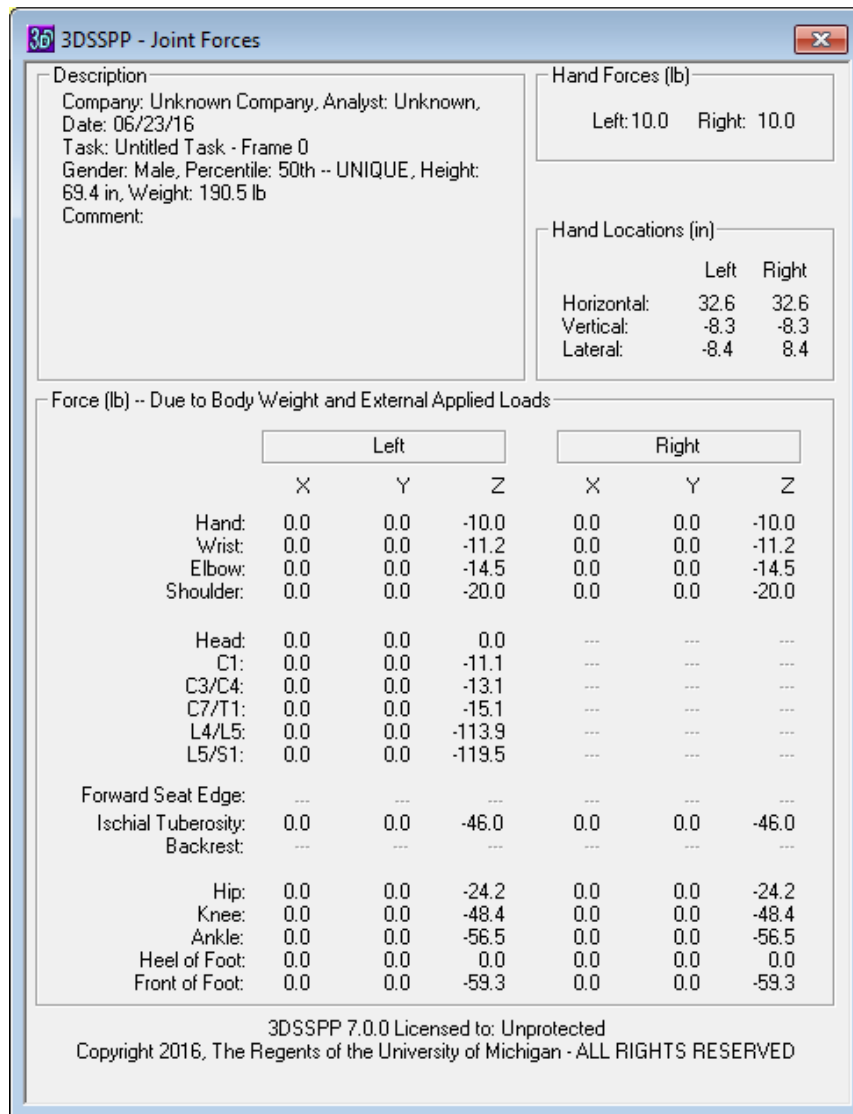 3D 3DSSPP - Joint Forces
Description
Company: Unknown Company, Analyst: Unknown,
Date: 06/23/16
Task: Untitled Task - Frame 0
Gender: Male, Percentile: 50th -- UNIQUE, Height:
69.4 in, Weight: 190.5 lb
Comment:
Hand Forces (lb)
Left: 10.0 Right: 10.0
Hand Locations (in)
Left Right
Horizontal: 32.6 32.6
Vertical: -8.3 -8.3
Lateral: -8.4 8.4
Force (lb) -- Due to Body Weight and External Applied Loads
Left Right
X Y Z X Y Z
Hand: 0.0 0.0 -10.0 0.0 0.0 -10.0
Wrist: 0.0 0.0 -11.2 0.0 0.0 -11.2
Elbow: 0.0 0.0 -14.5 0.0 0.0 -14.5
Shoulder: 0.0 0.0 -20.0 0.0 0.0 -20.0
Head: 0.0 0.0 0.0 --- --- ---
C1: 0.0 0.0 -11.1 --- --- ---
C3/C4: 0.0 0.0 -13.1 --- --- ---
C7/T1: 0.0 0.0 -15.1 --- --- ---
L4/L5: 0.0 0.0 -113.9 --- --- ---
L5/S1: 0.0 0.0 -119.5 --- --- ---
Forward Seat Edge: --- --- --- --- --- ---
Ischial Tuberosity: 0.0 0.0 -46.0 0.0 0.0 -46.0
Backrest: --- --- --- --- --- ---
Hip: 0.0 0.0 -24.2 0.0 0.0 -24.2
Knee: 0.0 0.0 -48.4 0.0 0.0 -48.4
Ankle: 0.0 0.0 -56.5 0.0 0.0 -56.5
Heel of Foot: 0.0 0.0 0.0 0.0 0.0 0.0
Front of Foot: 0.0 0.0 -59.3 0.0 0.0 -59.3
3DSSPP 7.0.0 Licensed to: Unprotected
Copyright 2016, The Regents of the University of Michigan - ALL RIGHTS RESERVED